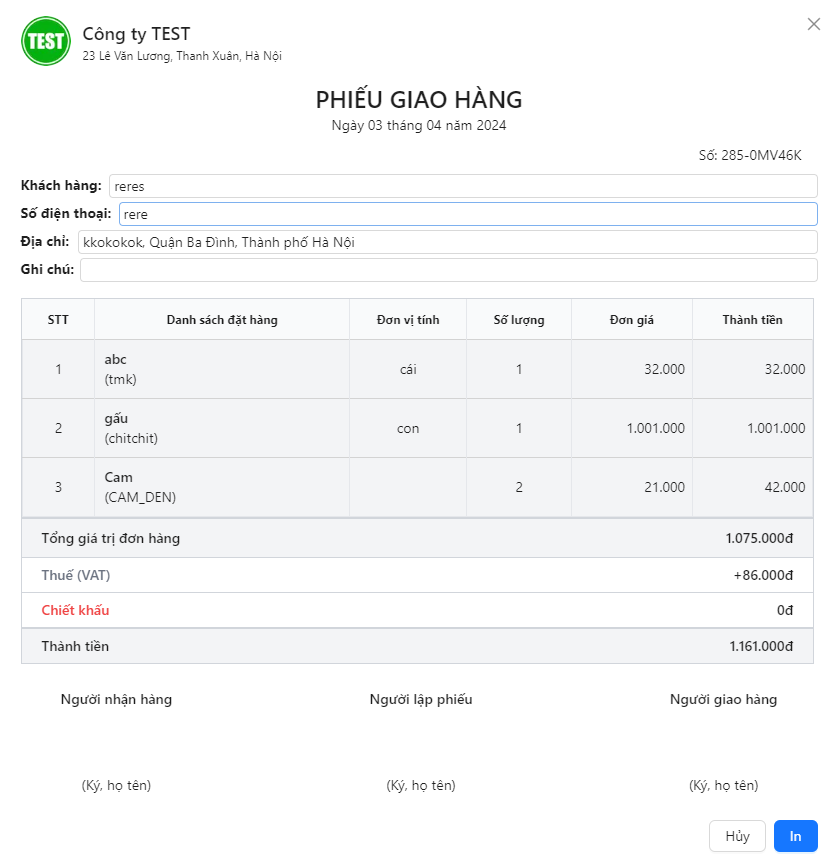 TEST
Công ty TEST
23 Lê Văn Lương, Thanh Xuân, Hà Nội
PHIẾU GIAO HÀNG
Ngày 03 tháng 04 năm 2024
Số: 285-0MV46K
Khách hàng: reres
Số điện thoại: rere
Địa chỉ: kkokokok, Quận Ba Đình, Thành phố Hà Nội
Ghi chú:
STT Danh sách đặt hàng Đơn vị tính Số lượng Đơn giá Thành tiền
1 abc (tmk) cái 1 32.000 32.000
2 gấu (chitchit) con 1 1.001.000 1.001.000
3 Cam (CAM_DEN) 2 21.000 42.000
Tổng giá trị đơn hàng 1.075.000đ
Thuế (VAT) +86.000đ
Chiết khấu 0đ
Thành tiền 1.161.000đ
Người nhận hàng Người lập phiếu Người giao hàng
(Ký, họ tên) (Ký, họ tên) (Ký, họ tên)
Hủy In